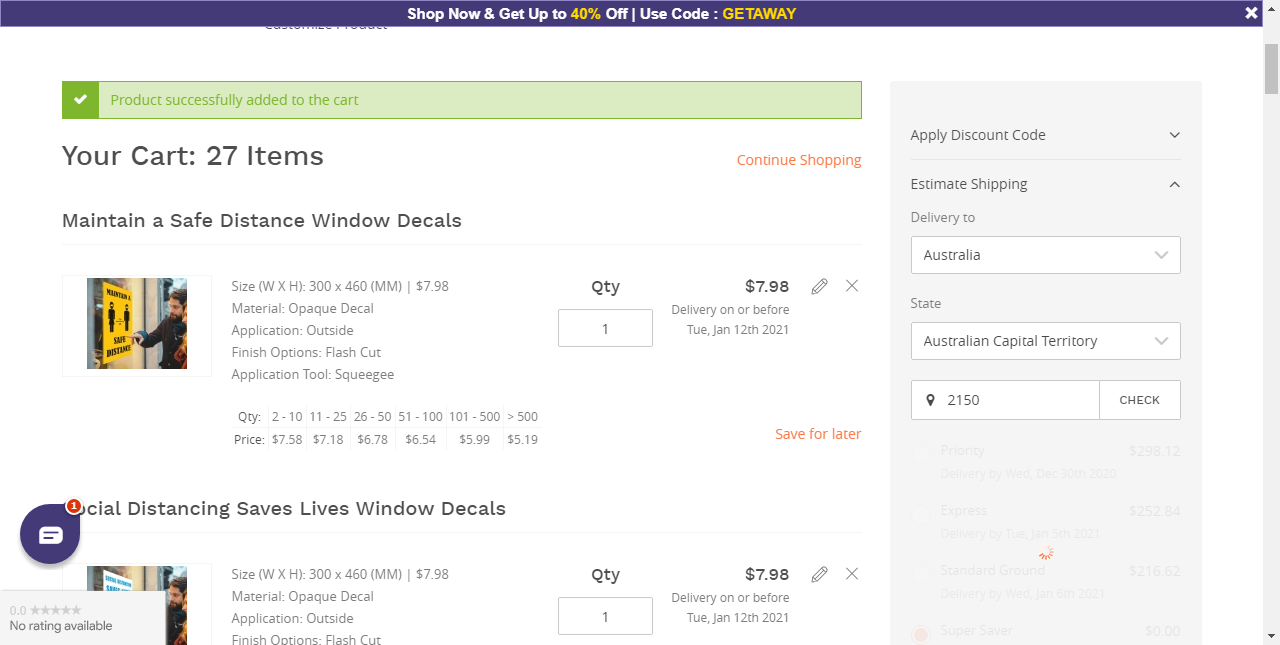 Shop Now & Get Up to 40% Off | Use Code : GETAWAY
Customize Product
Product successfully added to the cart
Your Cart: 27 Items
Continue Shopping
Maintain a Safe Distance Window Decals
MAINTAIN A
SAFE
DISTANCE
Size (W X H): 300 x 460 (MM) | $7.98
Material: Opaque Decal
Application: Outside
Finish Options: Flash Cut
Application Tool: Squeegee
Qty
1
$7.98
Delivery on or before
Tue, Jan 12th 2021
Qty: 2 - 10 11 - 25 26 - 50 51 - 100 101 - 500 > 500
Price: $7.58 $7.18 $6.78 $6.54 $5.99 $5.19
Save for later
ocial Distancing Saves Lives Window Decals
SOCIAL DISTANCING
Size (W X H): 300 x 460 (MM) | $7.98
Material: Opaque Decal
Application: Outside
Finish Options: Flash Cut
Qty
1
$7.98
Delivery on or before
Tue, Jan 12th 2021
1
0.0
No rating available
Apply Discount Code
Estimate Shipping
Delivery to
Australia
State
Australian Capital Territory
2150
CHECK
Priority $298.12
Delivery by Wed, Dec 30th 2020
Express $252.84
Delivery by Tue, Jan 5th 2021
Standard Ground $216.62
Delivery by Wed, Jan 6th 2021
Super Saver $0.00